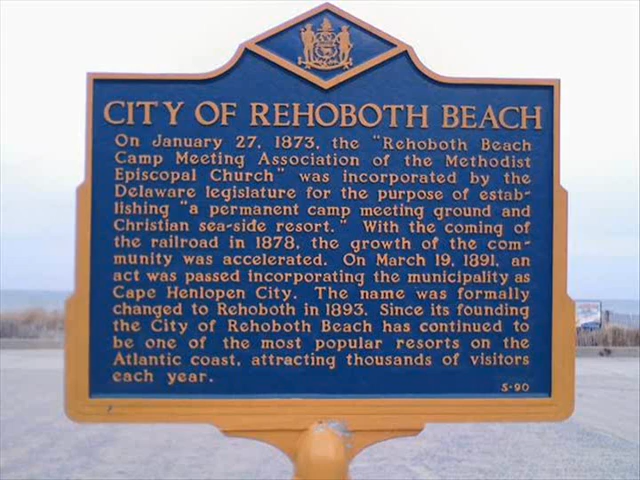 CITY OF REHOBOTH BEACH
On January 27, 1873, the "Rehoboth Beach
Camp Meeting Association of the Methodist
Episcopal Church" was incorporated by the
Delaware legislature for the purpose of estab-
lishing "a permanent camp meeting ground and
Christian sea-side resort." With the coming of
the railroad in 1878, the growth of the com-
munity was accelerated. On March 19, 1891, an
act was passed incorporating the municipality as
Cape Henlopen City. The name was formally
changed to Rehoboth in 1893. Since its founding
the City of Rehoboth Beach has continued to
be one of the most popular resorts on the
Atlantic coast, attracting thousands of visitors
each year.
S-90